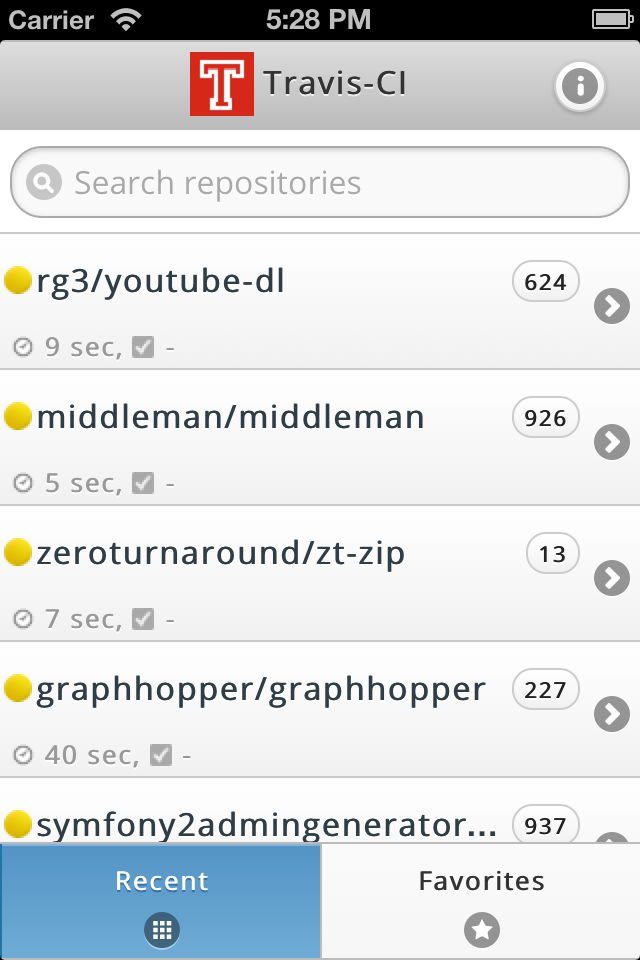 Carrier 5:28 PM
T Travis-CI
Search repositories
rg3/youtube-dl 624
9 sec, -
middleman/middleman 926
5 sec, -
zeroturnaround/zt-zip 13
7 sec, -
graphhopper/graphhopper 227
40 sec, -
symfony2admingenerator... 937
Recent Favorites